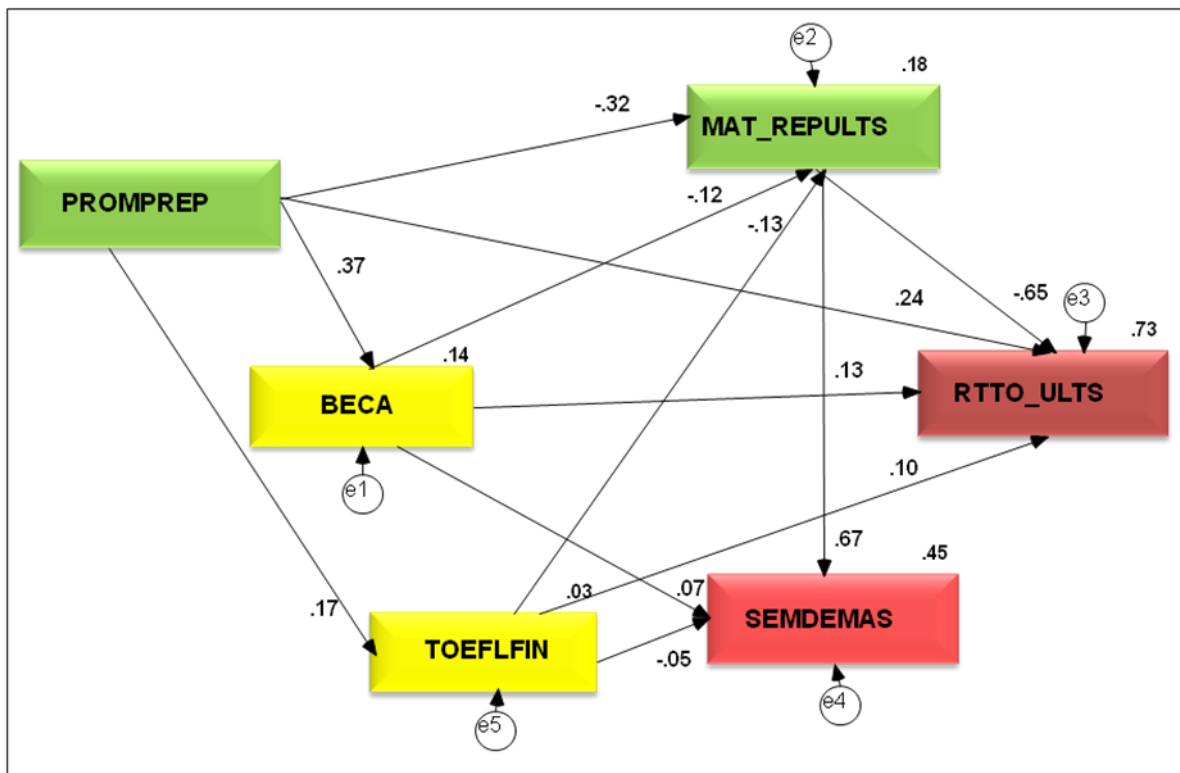 e2
.18
-.32
MAT_REPULTS
PROMPREP
-.12
-.13
.37
.24
-.65
e3
.73
.14
.13
BECA
RTTO_ULTS
.10
e1
.67
.45
.03
.07
.17
SEMDEMAS
TOEFLFIN
-.05
e4
e5